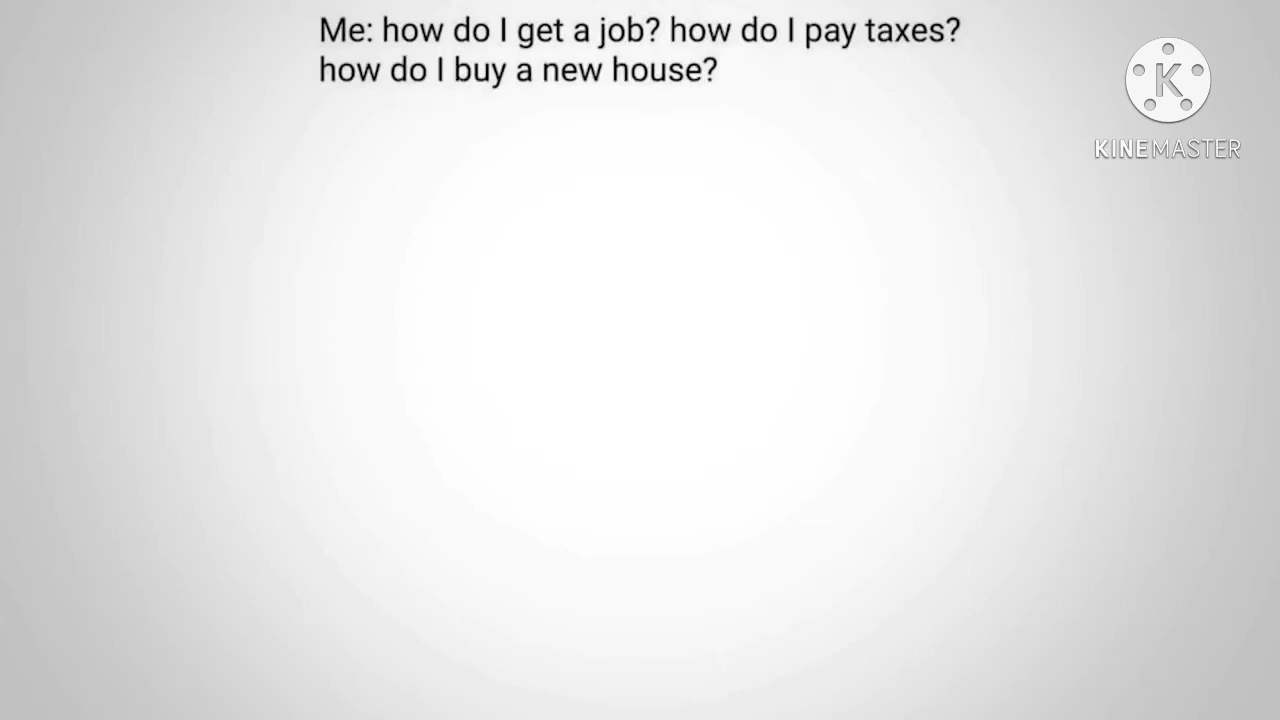 Me: how do I get a job? how do I pay taxes?
how do I buy a new house?
K
KINEMASTER